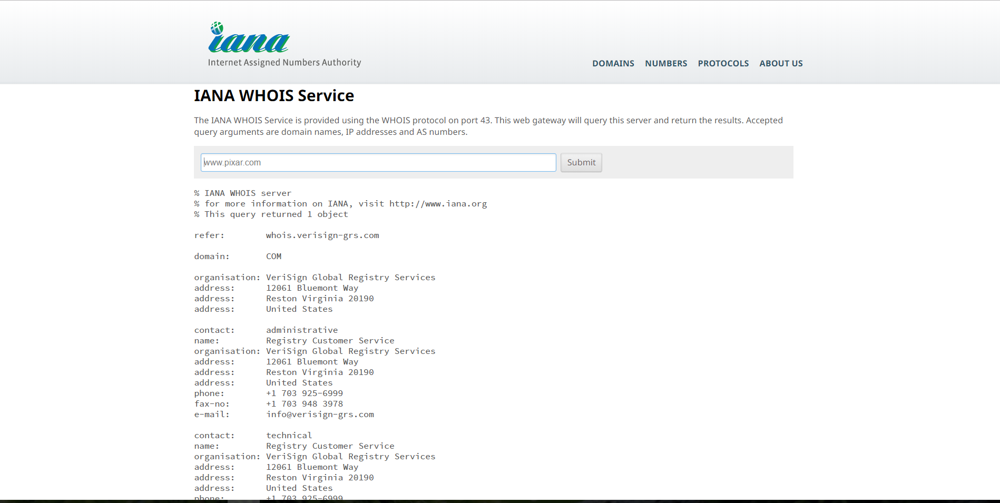 iana
Internet Assigned Numbers Authority
DOMAINS NUMBERS PROTOCOLS ABOUT US
IANA WHOIS Service
The IANA WHOIS Service is provided using the WHOIS protocol on port 43. This web gateway will query this server and return the results. Accepted
query arguments are domain names, IP addresses and AS numbers.
www.pixar.com Submit
% IANA WHOIS server
% for more information on IANA, visit http://www.iana.org
% This query returned 1 object
refer: whois.verisign-grs.com
domain: COM
organisation: VeriSign Global Registry Services
address: 12061 Bluemont Way
address: Reston Virginia 20190
address: United States
contact: administrative
name: Registry Customer Service
organisation: VeriSign Global Registry Services
address: 12061 Bluemont Way
address: Reston Virginia 20190
address: United States
phone: +1 703 925-6999
fax-no: +1 703 948 3978
e-mail: info@verisign-grs.com
contact: technical
name: Registry Customer Service
organisation: VeriSign Global Registry Services
address: 12061 Bluemont Way
address: Reston Virginia 20190
address: United States
phone: +1 703 925-6999